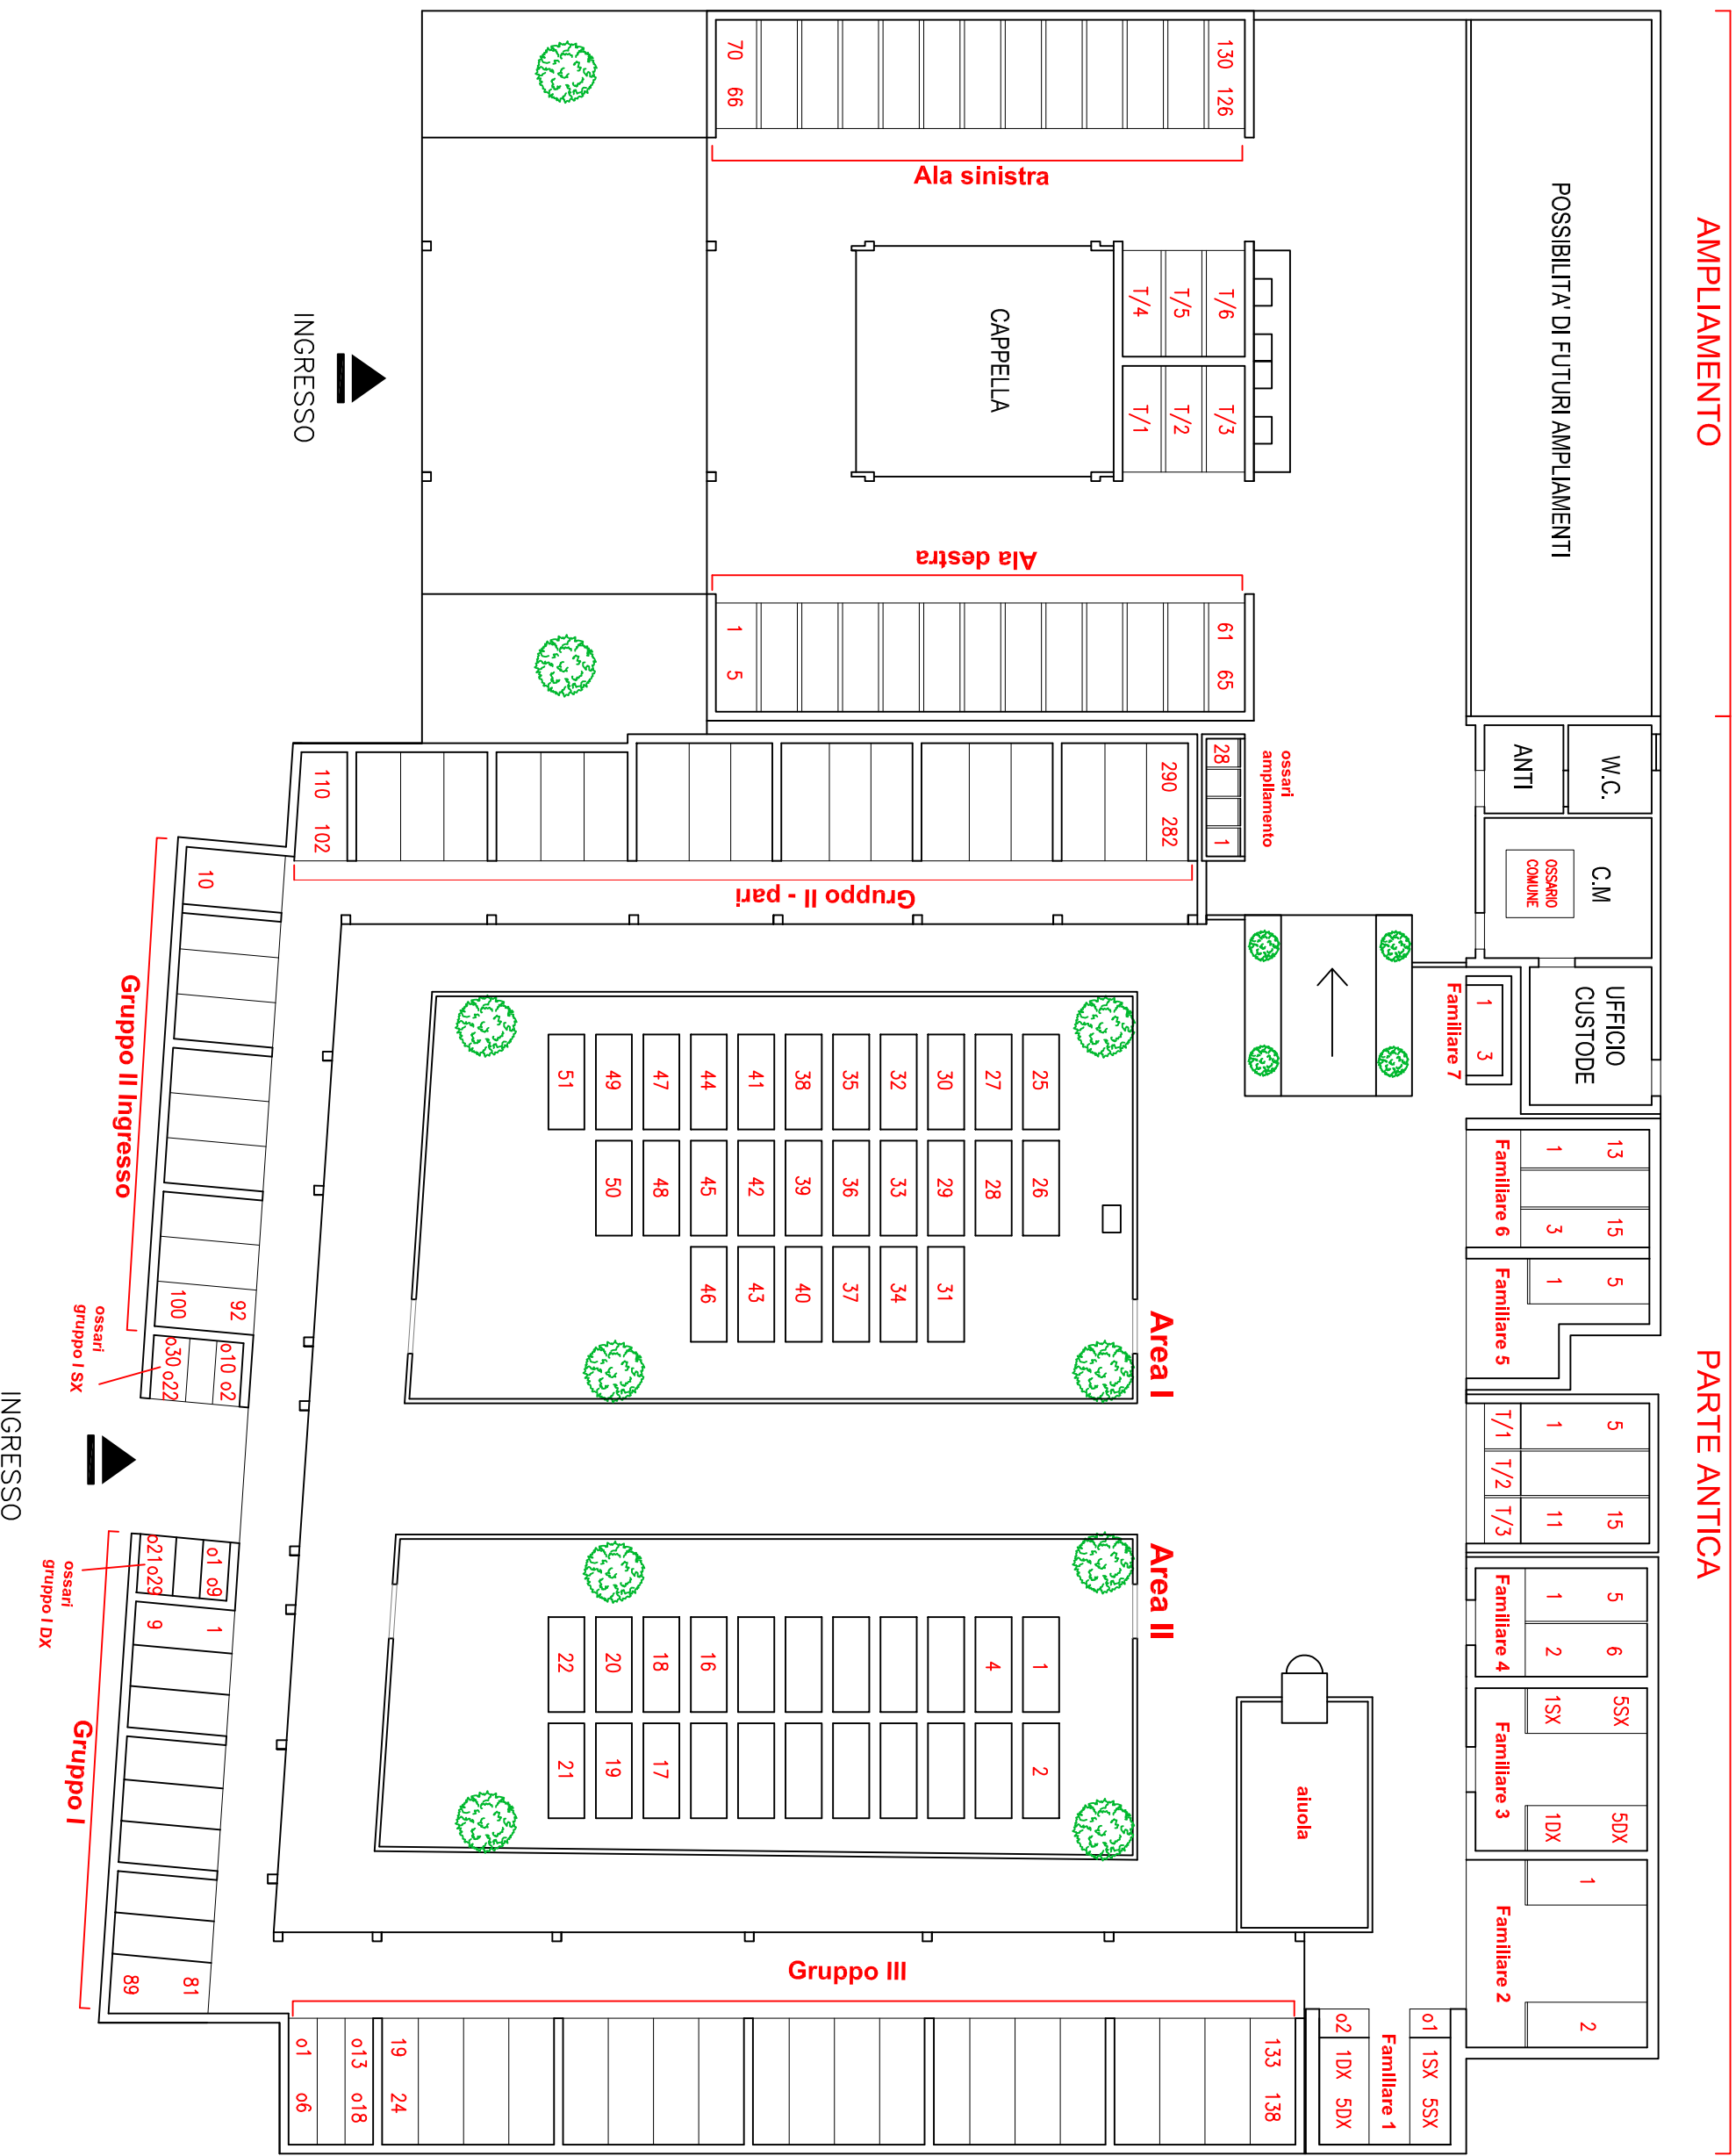 AMPLIAMENTO
PARTE ANTICA
POSSIBILITA' DI FUTURI AMPLIAMENTI
W.C.
ANTI
C.M
OSSARIO
COMUNE
UFFICIO
CUSTODE
1 3
Familiare 7
13 15
1 3
Familiare 6
5
1
Familiare 5
5 15
1 11
T/1 T/2 T/3
5 6
1 2
Familiare 4
5SX 5DX
1SX 1DX
Familiare 3
1
2
Familiare 2
o1 1SX 5SX
Familiare 1
o2 1DX 5DX
130 126
70 66
Ala sinistra
T/6 T/3
T/5 T/2
T/4 T/1
CAPPELLA
Ala destra
61 65
1 5
ossari
ampliamento
28 1
290 282
110 102
Gruppo II - pari
INGRESSO
Area I
25 26
27 28
30 29 31
32 33 34
35 36 37
38 39 40
41 42 43
44 45 46
47 48
49 50
51
Area II
1 2
4
16
18 17
20 19
22 21
aiuola
Gruppo III
133 138
19 24
o13 o18
o1 o6
10
92
100
Gruppo II Ingresso
o10 o2
o30 o22
ossari
gruppo I SX
INGRESSO
o1 o9
o21 o29
ossari
gruppo I DX
1
9
81
89
Gruppo I